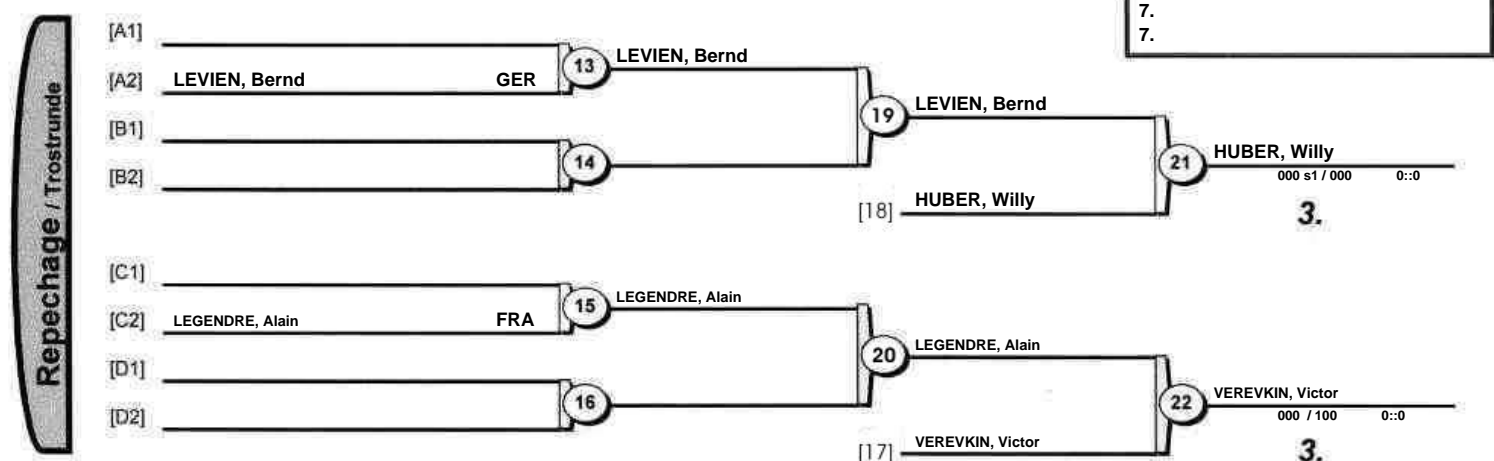 7.
7.
Repechage / Trostrunde
[A1]
[A2] LEVIEN, Bernd GER
13 LEVIEN, Bernd
[B1]
[B2]
14
19 LEVIEN, Bernd
[18] HUBER, Willy
21 HUBER, Willy
000 s1 / 000 0::0
3.
[C1]
[C2] LEGENDRE, Alain FRA
15 LEGENDRE, Alain
[D1]
[D2]
16
20 LEGENDRE, Alain
[17] VEREVKIN, Victor
22 VEREVKIN, Victor
000 / 100 0::0
3.